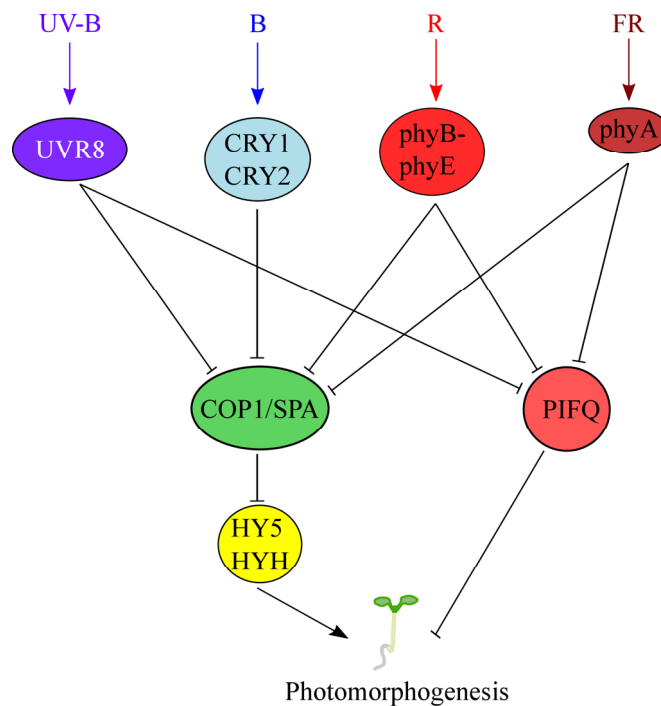 UV-B
B
R
FR
UVR8
CRY1
CRY2
phyB-
phyE
phyA
COP1/SPA
PIFQ
HY5
HYH
Photomorphogenesis